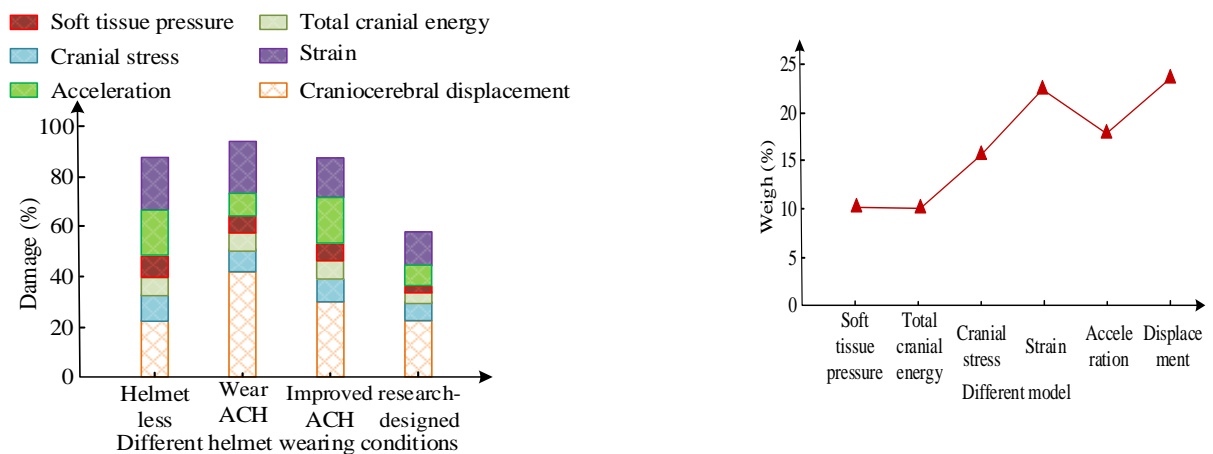 Soft tissue pressure
Total cranial energy
Cranial stress
Strain
Acceleration
Craniocerebral displacement
Damage (%)
100
80
60
40
20
0
Helmet
less
Wear
ACH
Improved
ACH
research-
designed
Different helmet wearing conditions
Weigh (%)
25
20
15
10
5
0
Soft
tissue
pressure
Total
cranial
energy
Cranial
stress
Strain
Accele
ration
Displace
ment
Different model